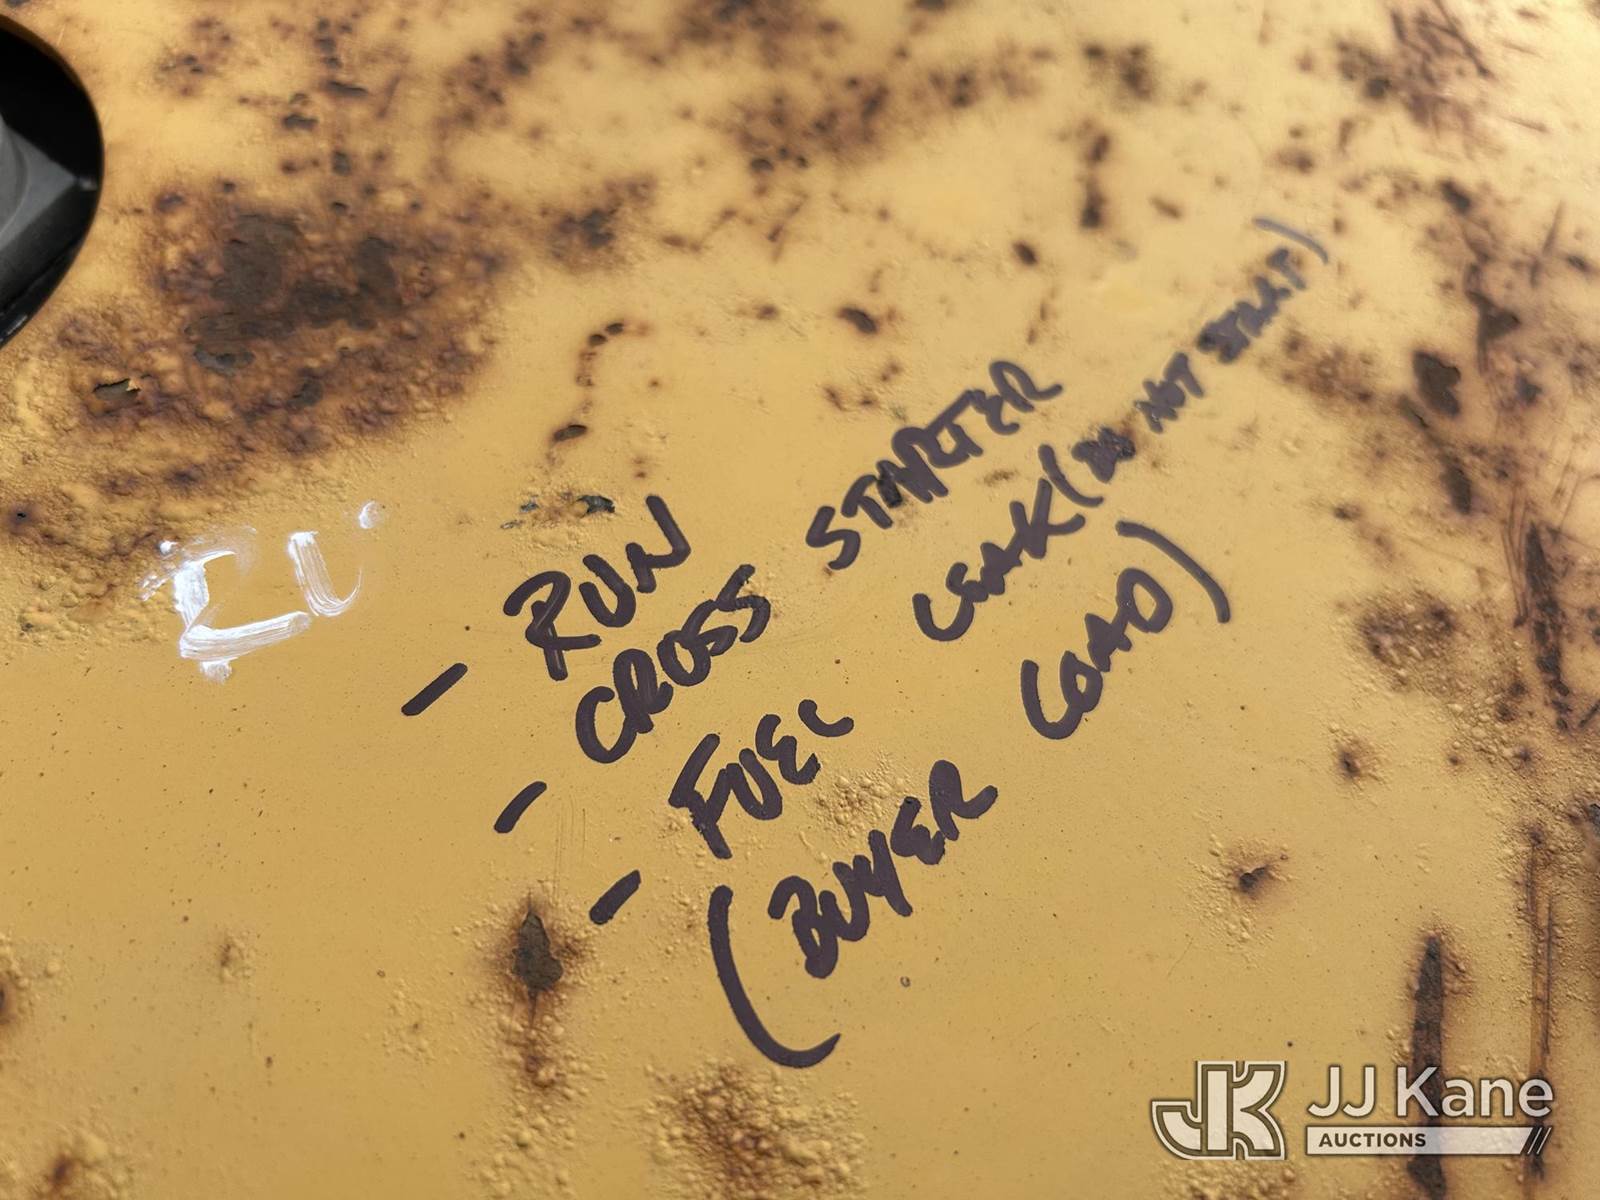 - RUN
- CROSS STARTER
- FUEL LEAK (DO NOT START)
(BUYER LOAD)
JJ Kane
AUCTIONS